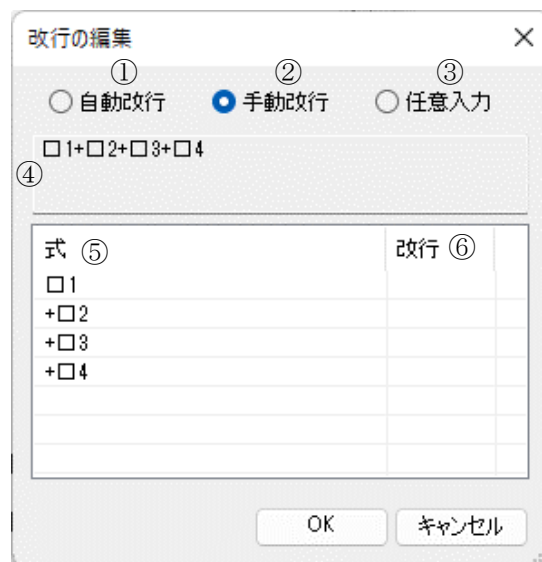 改行の編集
① ② ③
自動改行 手動改行 任意入力
□1+□2+□3+□4
④
式 ⑤ 改行 ⑥
□1
+□2
+□3
+□4
OK キャンセル